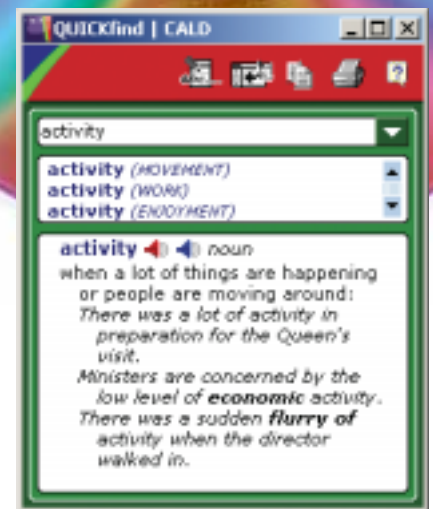 QUICKfind | CALD
activity
activity (MOVEMENT)
activity (WORK)
activity (ENJOYMENT)
activity noun
when a lot of things are happening
or people are moving around:
There was a lot of activity in
preparation for the Queen's
visit.
Ministers are concerned by the
low level of economic activity.
There was a sudden flurry of
activity when the director
walked in.